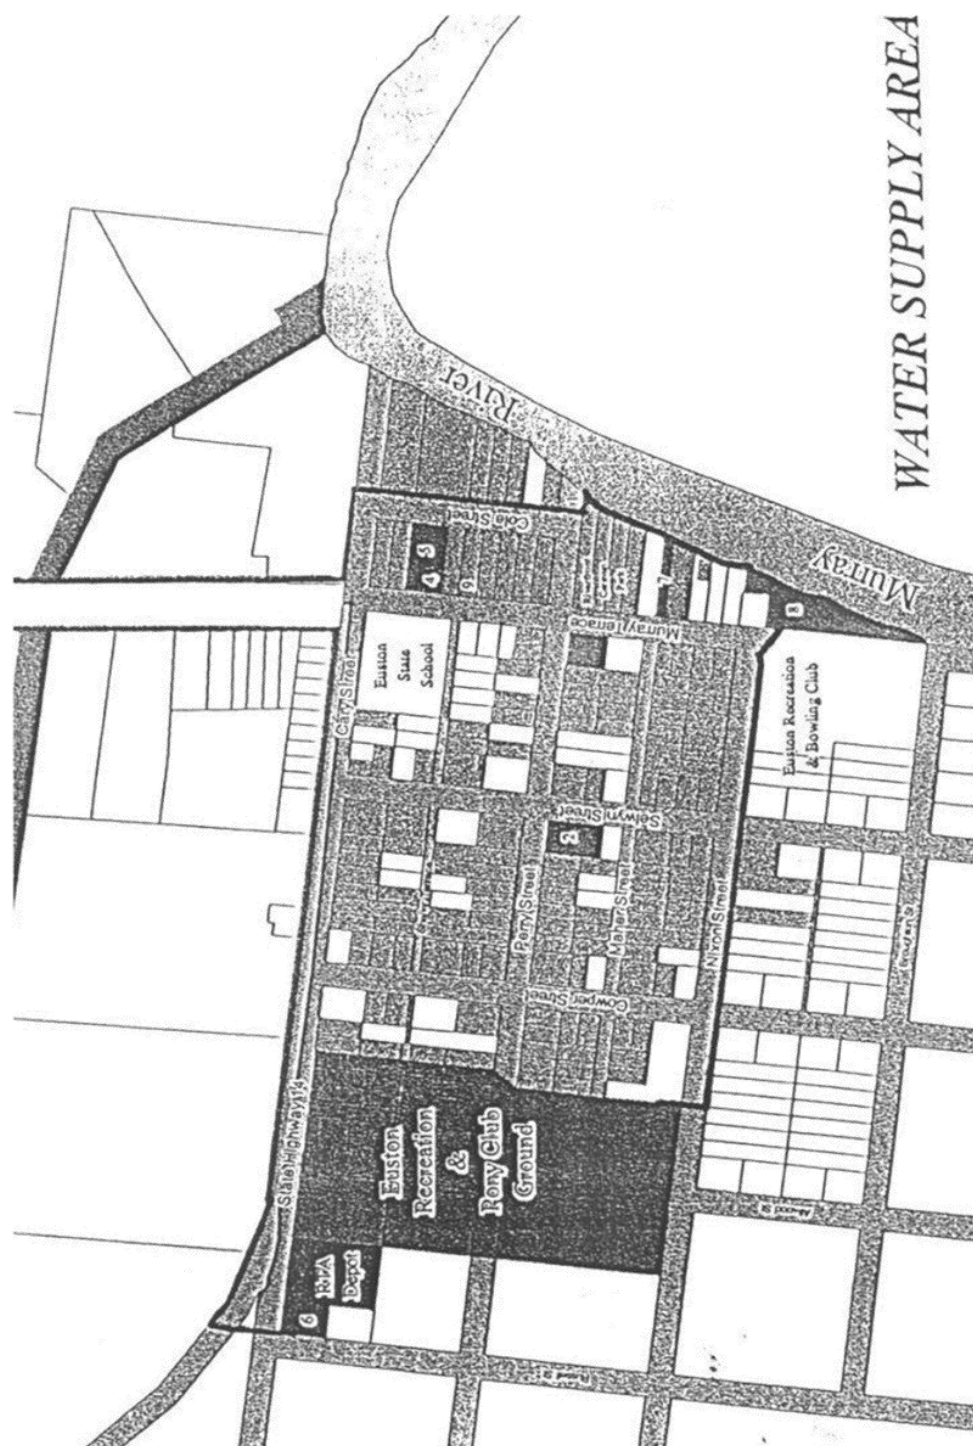 WATER SUPPLY AREA
River
Murray
Cole Street
5
4
9
7
8
Murray Terrace
Cary Street
Euston
State
School
Euston Recreation
& Bowling Club
Selwyn Street
2
Perry Street
Maher Street
Nixon Street
Cowper Street
State Highway 14
Euston
Recreation
&
Pony Club
Ground
RTA
Depot
6